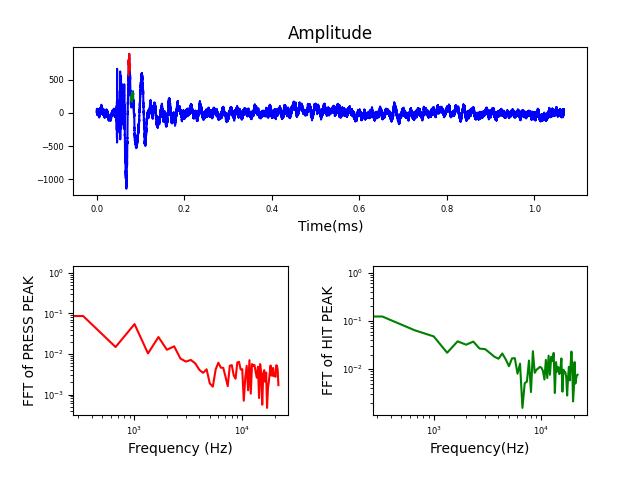 Amplitude
500
0
−500
−1000
0.0 0.2 0.4 0.6 0.8 1.0
Time(ms)
FFT of PRESS PEAK
10⁰
10⁻¹
10⁻²
10⁻³
10³ 10⁴
Frequency (Hz)
FFT of HIT PEAK
10⁰
10⁻¹
10⁻²
10³ 10⁴
Frequency(Hz)